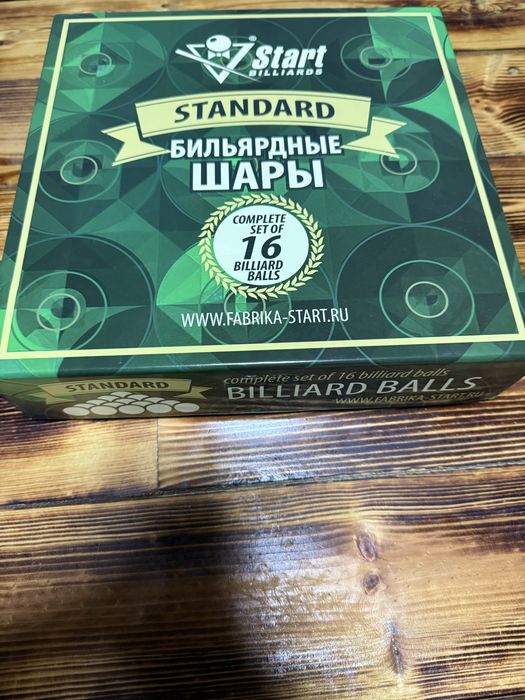 Start®
BILLIARDS
STANDARD
БИЛЬЯРДНЫЕ
ШАРЫ
COMPLETE
SET OF
16
BILLIARD
BALLS
WWW.FABRIKA-START.RU
STANDARD
complete set of 16 billiard balls
BILLIARD BALLS
WWW.FABRIKA-START.RU